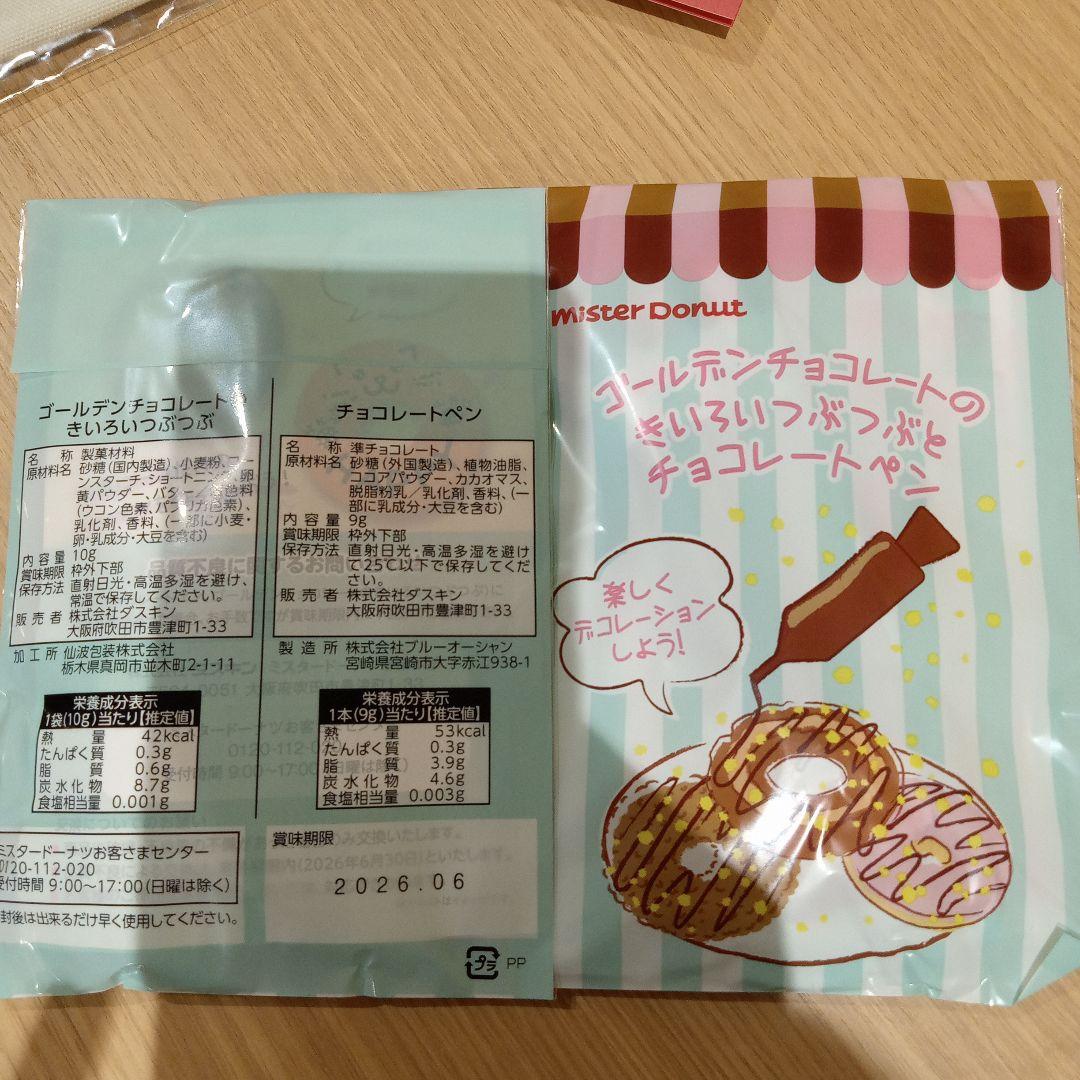 ゴールデンチョコレートの
きいろいつぶつぶ
名称 製菓材料
原材料名 砂糖(国内製造)、小麦粉、コー
ンスターチ、ショートニング、卵
黄パウダー、バター/着色料
(ウコン色素、パプリカ色素)、
乳化剤、香料、(一部に小麦・
卵・乳成分・大豆を含む)
内容量 10g
賞味期限 枠外下部
保存方法 直射日光・高温多湿を避け、
常温で保存してください。
販売者 株式会社ダスキン
大阪府吹田市豊津町1-33
加工所 仙波包装株式会社
栃木県真岡市並木町2-1-11
栄養成分表示
1袋(10g)当たり【推定値】
熱量 42kcal
たんぱく質 0.3g
脂質 0.6g
炭水化物 8.7g
食塩相当量 0.001g
チョコレートペン
名称 準チョコレート
原材料名 砂糖(外国製造)、植物油脂、
ココアパウダー、カカオマス、
脱脂粉乳/乳化剤、香料、(一
部に乳成分・大豆を含む)
内容量 9g
賞味期限 枠外下部
保存方法 直射日光・高温多湿を避け
て25℃以下で保存してくださ
い。
販売者 株式会社ダスキン
大阪府吹田市豊津町1-33
製造所 株式会社ブルーオーシャン
宮崎県宮崎市大字赤江938-1
栄養成分表示
1本(9g)当たり【推定値】
熱量 53kcal
たんぱく質 0.3g
脂質 3.9g
炭水化物 4.6g
食塩相当量 0.003g
ミスタードーナツお客さまセンター
0120-112-020
受付時間 9:00~17:00(日曜は除く)
開封後は出来るだけ早く使用してください。
賞味期限
2026.06
プラ PP
mister Donut
ゴールデンチョコレートの
きいろいつぶつぶと
チョコレートペン
楽しく
デコレーション
しよう!